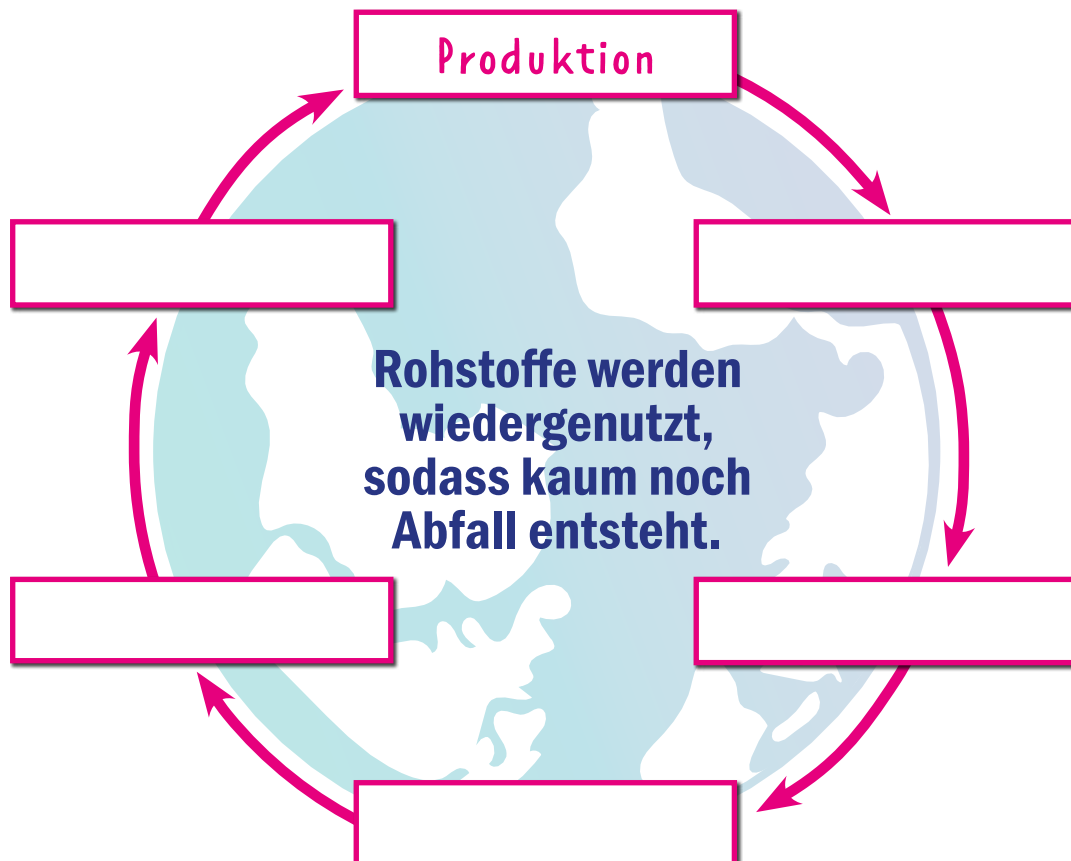 Produktion
Rohstoffe werden
wiedergenutzt,
sodass kaum noch
Abfall entsteht.